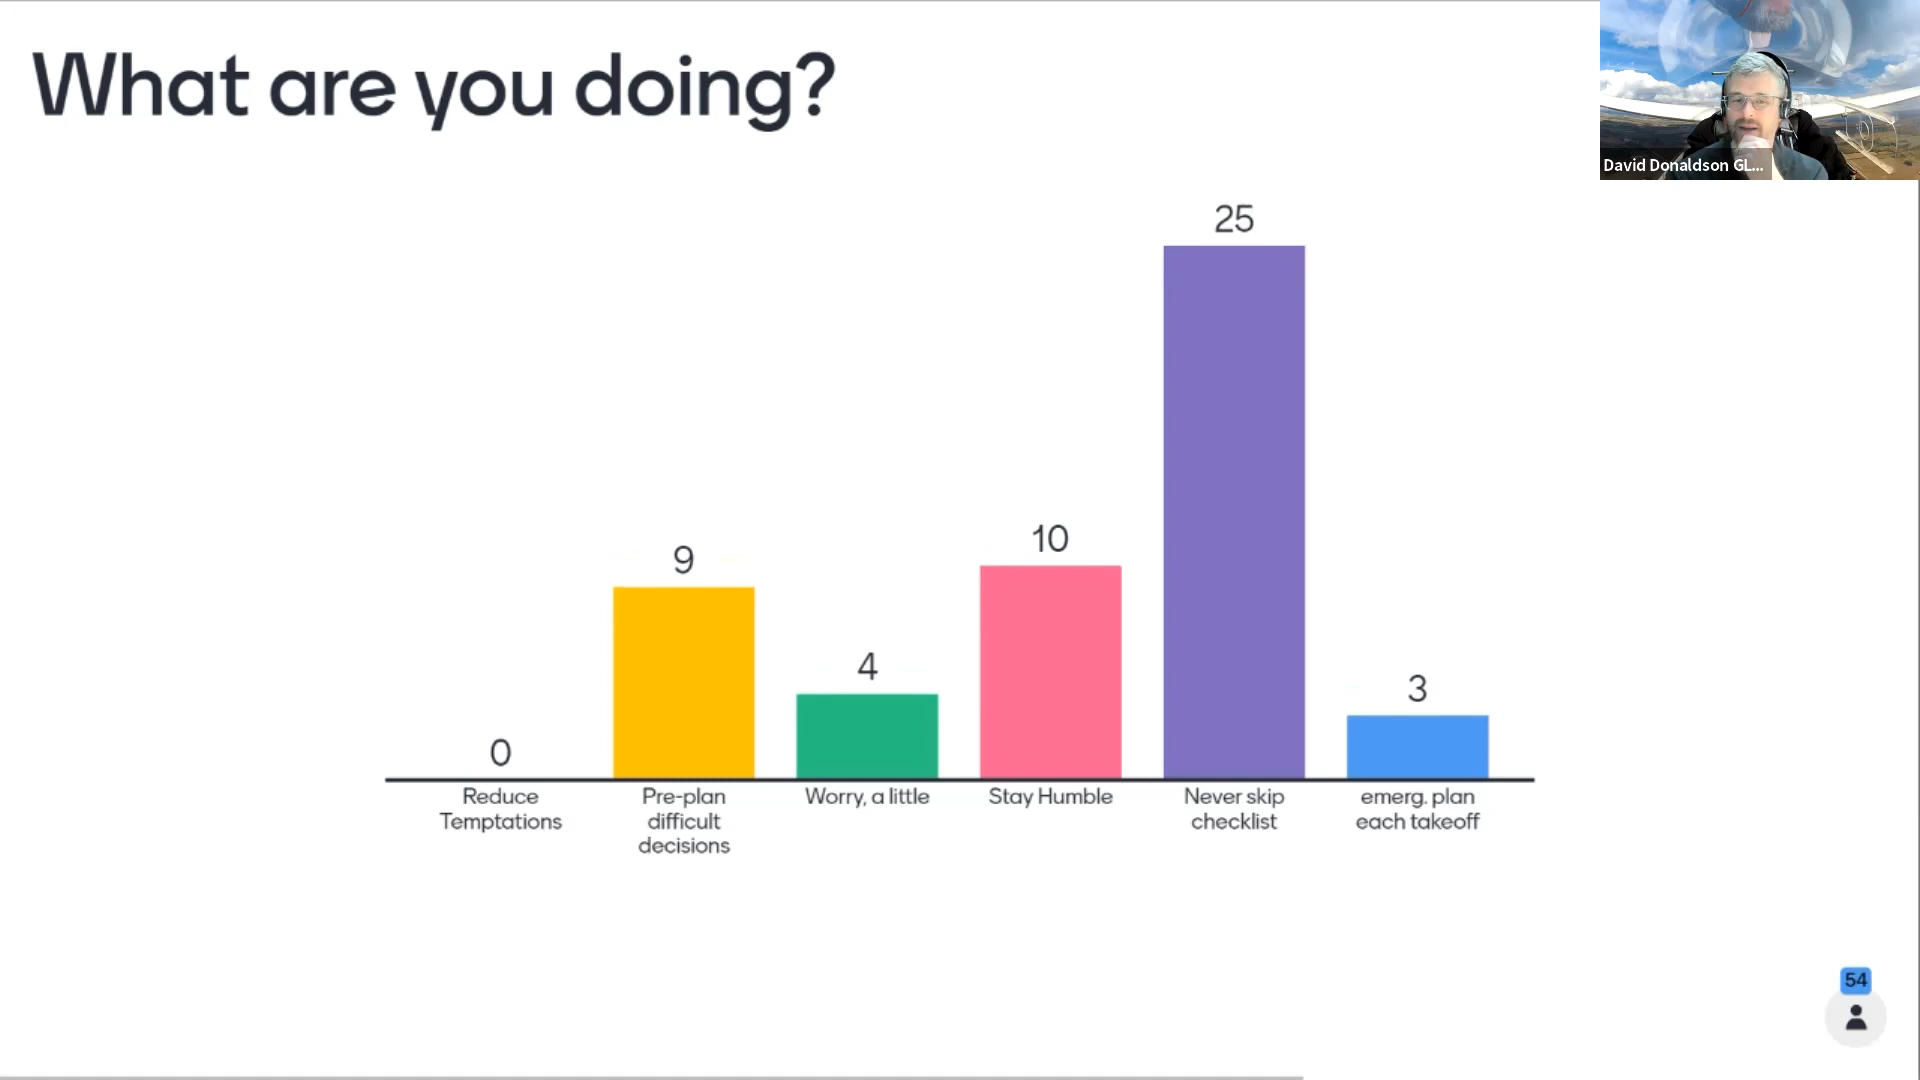 What are you doing?
David Donaldson GL...
25
10
9
4
3
0
Reduce
Temptations
Pre-plan
difficult
decisions
Worry, a little
Stay Humble
Never skip
checklist
emerg. plan
each takeoff
54